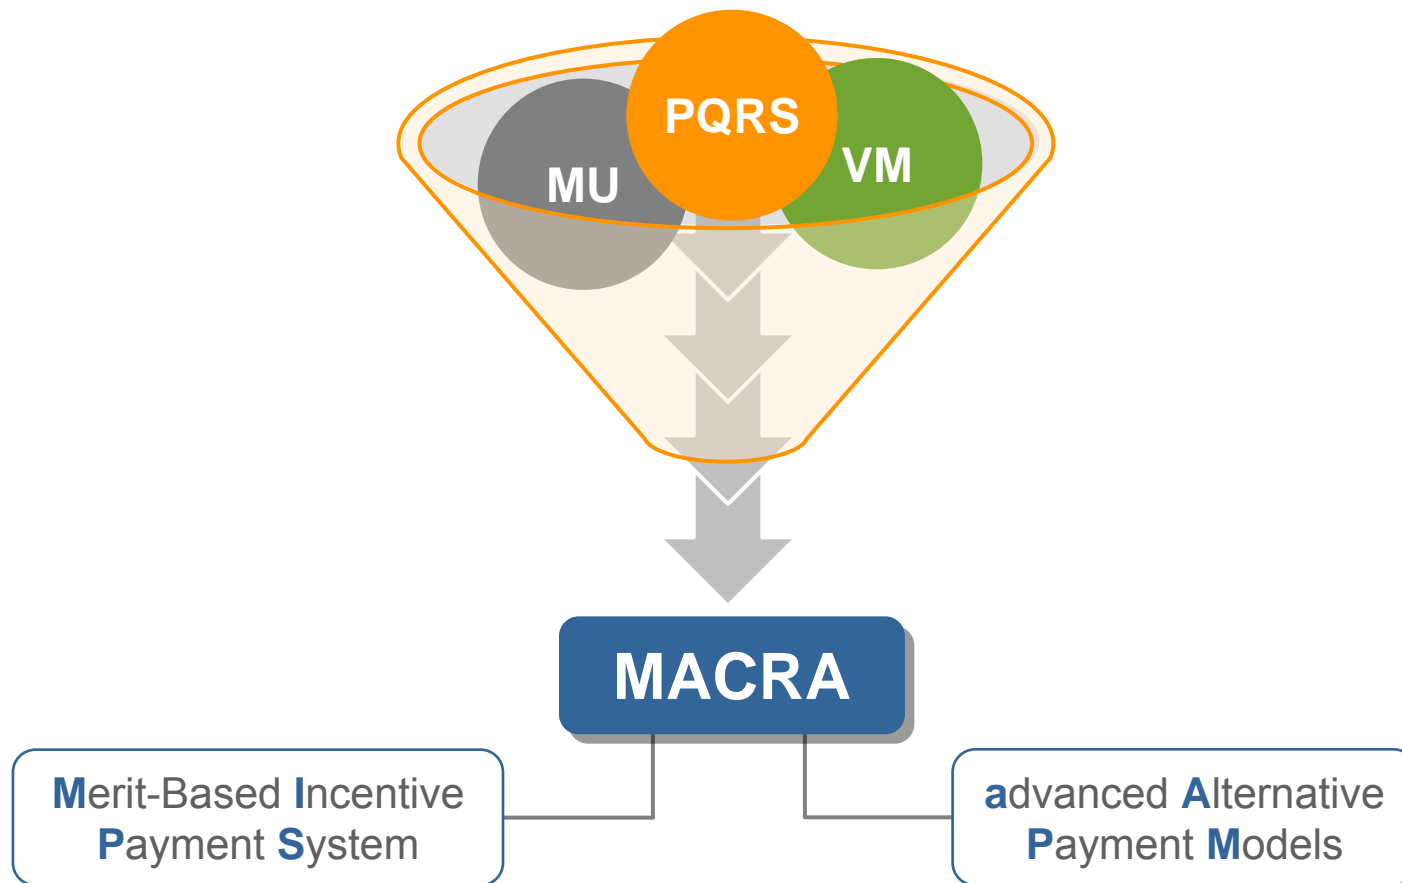 PQRS
MU
VM
MACRA
Merit-Based Incentive
Payment System
advanced Alternative
Payment Models